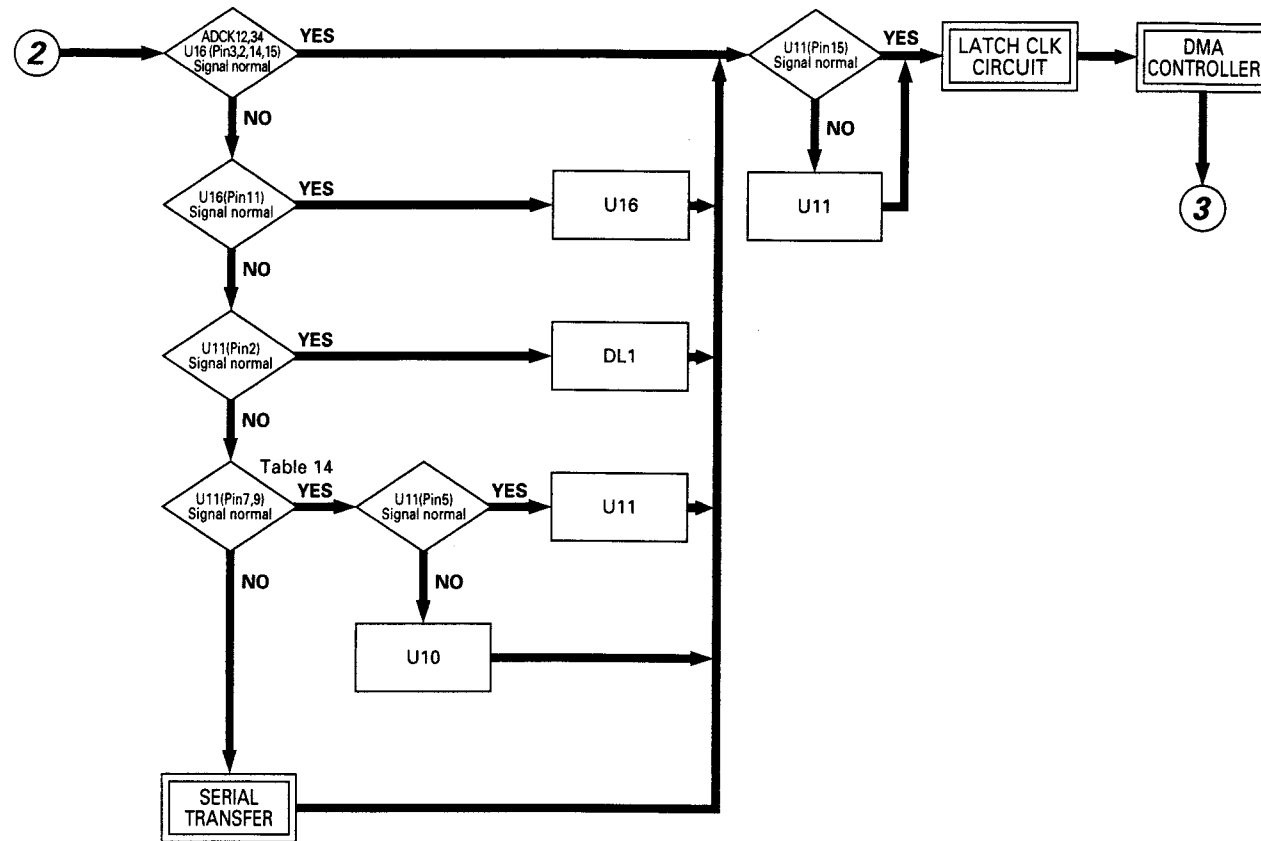 2
ADCK12,34
U16 (Pin3,2,14,15)
Signal normal
YES
NO
U11(Pin15)
Signal normal
YES
NO
LATCH CLK
CIRCUIT
DMA
CONTROLLER
U11
3
U16(Pin11)
Signal normal
YES
NO
U16
U11(Pin2)
Signal normal
YES
NO
DL1
Table 14
U11(Pin7,9)
Signal normal
YES
NO
U11(Pin5)
Signal normal
YES
NO
U11
U10
SERIAL
TRANSFER